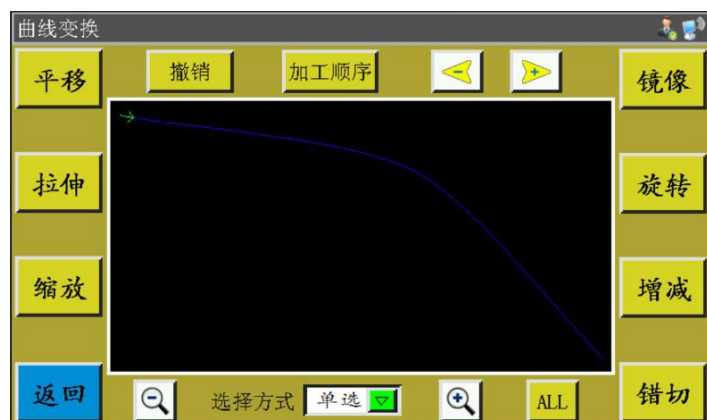 曲线变换
平移 撤销 加工顺序 - + 镜像
拉伸 旋转
缩放 增减
返回 选择方式 单选 ALL 错切